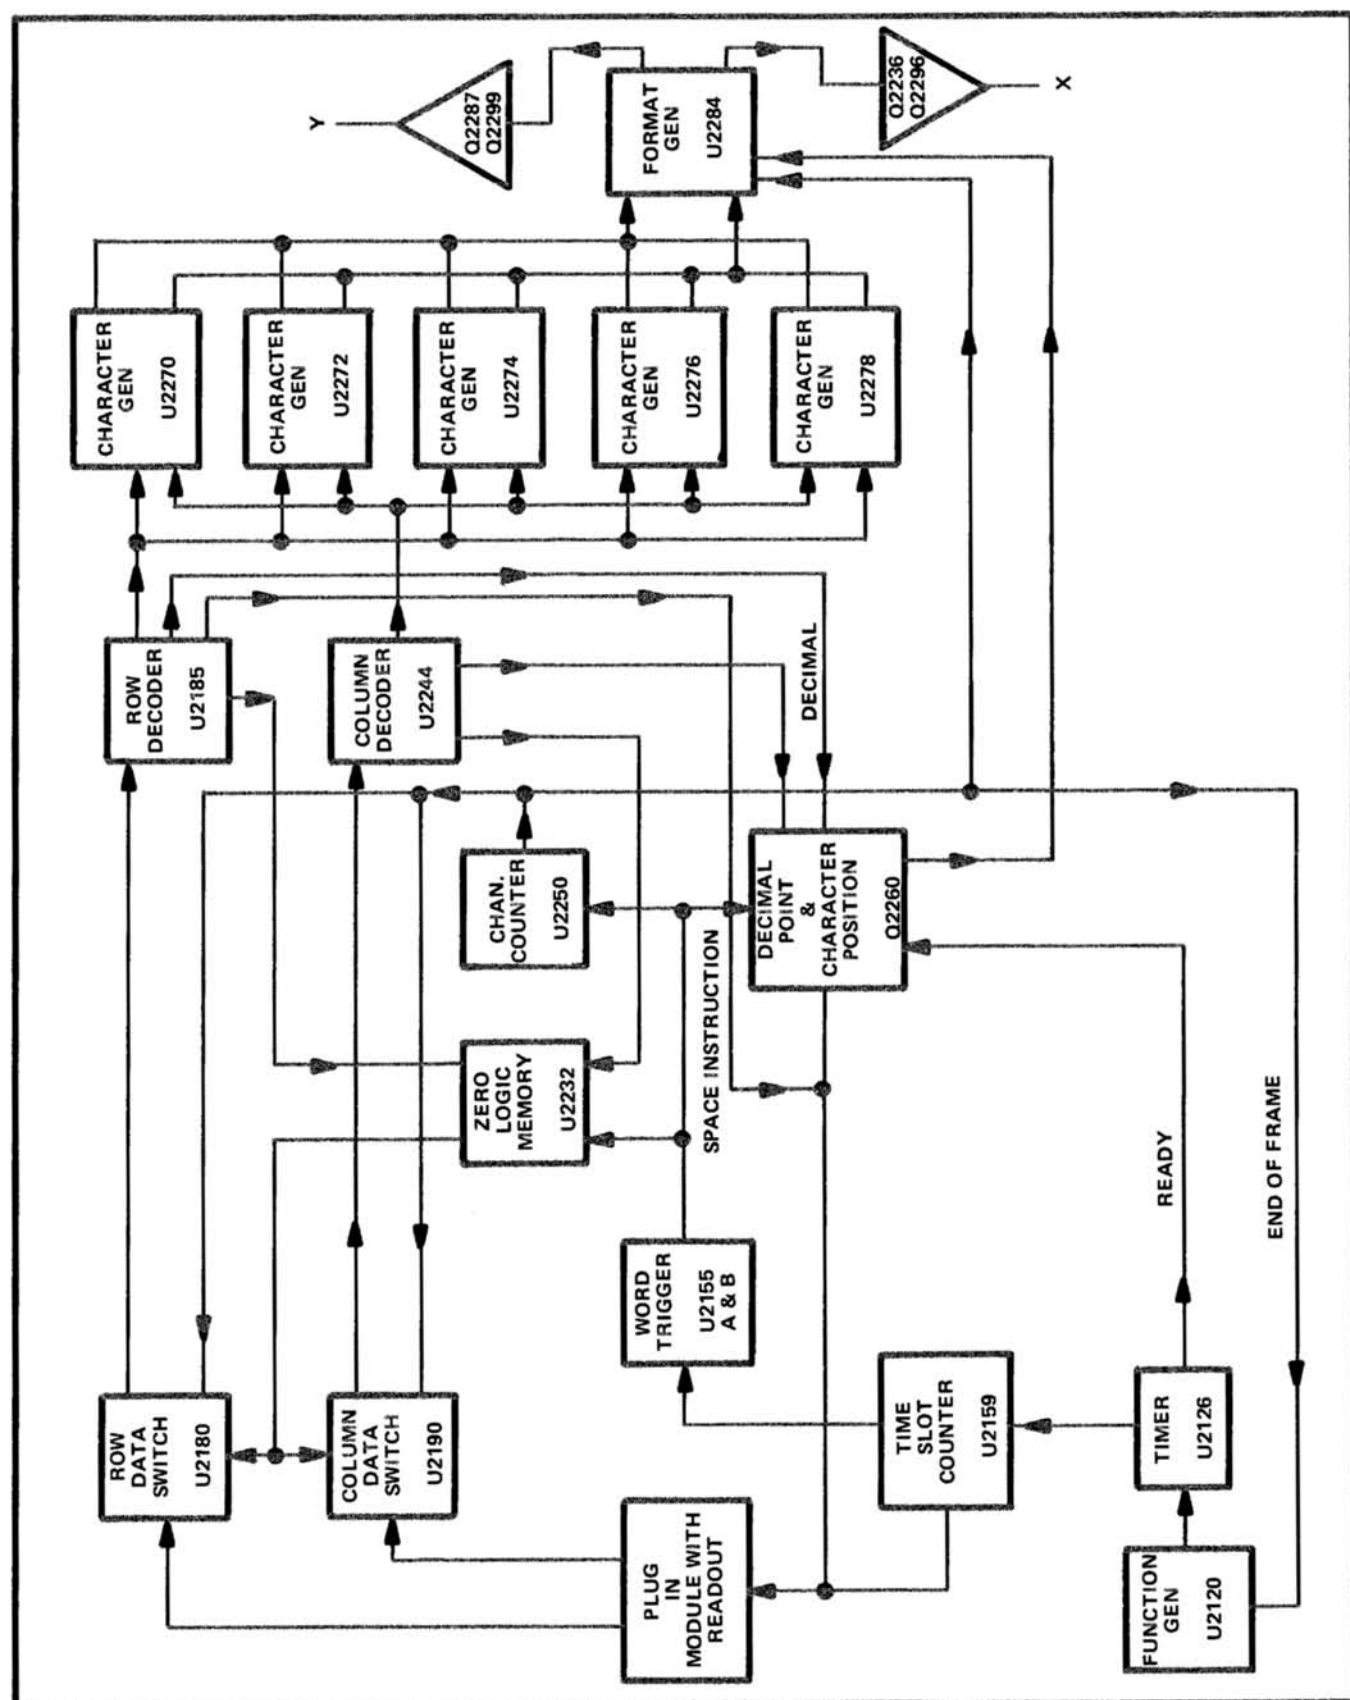 ROW
DATA
SWITCH
U2180
ROW
DECODER
U2185
CHARACTER
GEN
U2270
COLUMN
DATA
SWITCH
U2190
COLUMN
DECODER
U2244
CHARACTER
GEN
U2272
ZERO
LOGIC
MEMORY
U2232
CHAN.
COUNTER
U2250
CHARACTER
GEN
U2274
Y
Q2287
Q2299
PLUG
IN
MODULE WITH
READOUT
WORD
TRIGGER
U2155
A & B
SPACE INSTRUCTION
CHARACTER
GEN
U2276
FORMAT
GEN
U2284
DECIMAL
POINT
&
CHARACTER
POSITION
Q2260
DECIMAL
CHARACTER
GEN
U2278
Q2236
Q2296
X
TIME
SLOT
COUNTER
U2159
FUNCTION
GEN
U2120
TIMER
U2126
READY
END OF FRAME